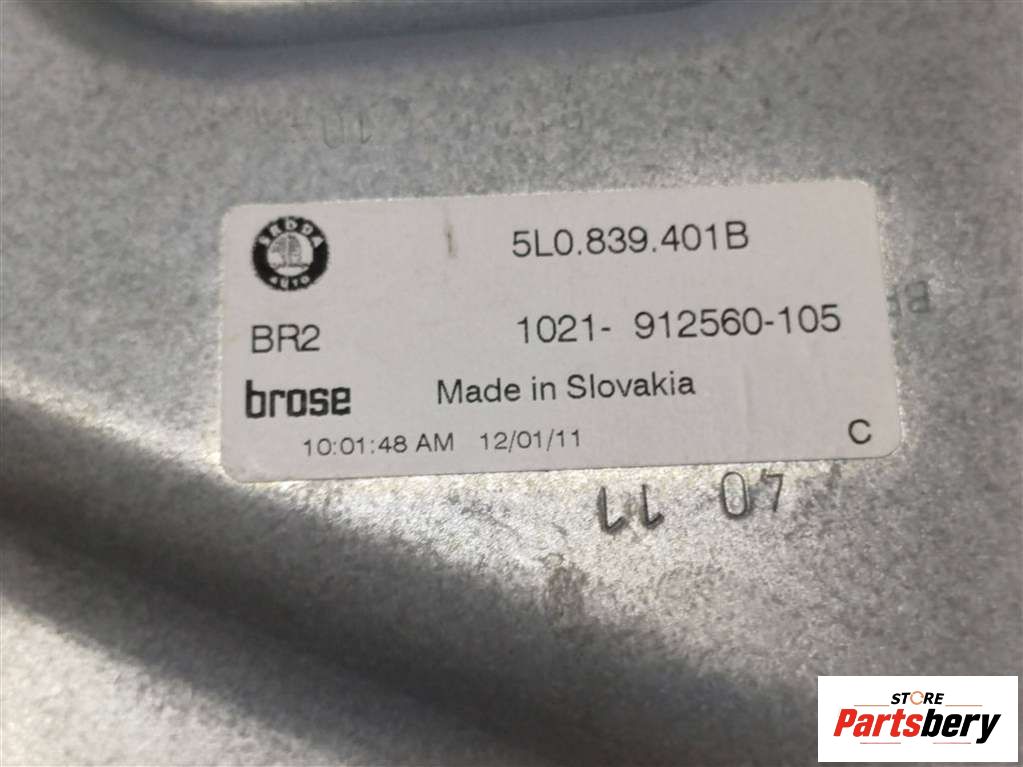 ŠKODA
AUTO
5L0.839.401B
BR2
1021- 912560-105
brose
Made in Slovakia
10:01:48 AM 12/01/11
C
11 07
STORE
Partsbery